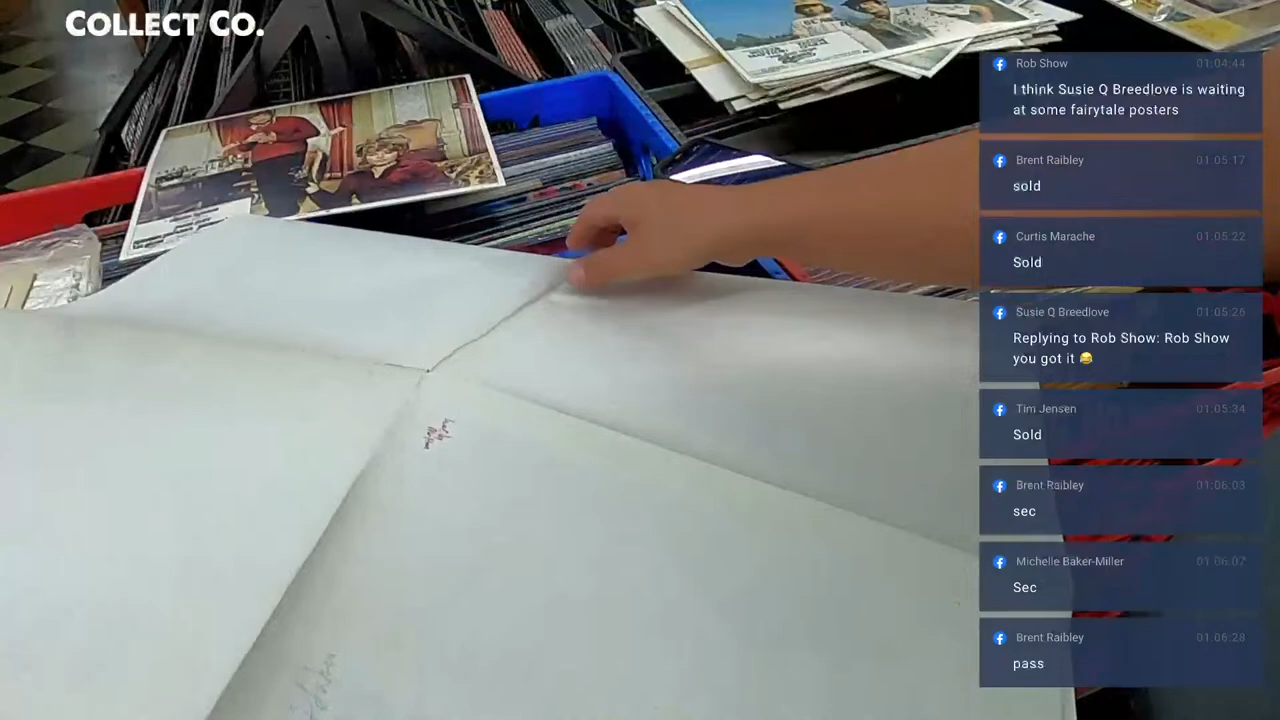 COLLECT CO.
Rob Show 01:04:44
I think Susie Q Breedlove is waiting
at some fairytale posters
Brent Raibley 01:05:17
sold
Curtis Marache 01:05:22
Sold
Susie Q Breedlove 01:05:26
Replying to Rob Show: Rob Show
you got it 😂
Tim Jensen 01:05:34
Sold
Brent Raibley 01:06:03
sec
Michelle Baker-Miller 01:06:07
Sec
Brent Raibley 01:06:28
pass